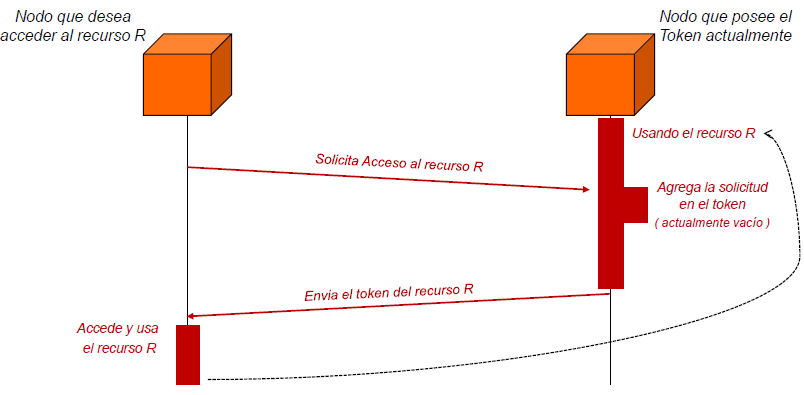 Nodo que desea
acceder al recurso R
Nodo que posee el
Token actualmente
Usando el recurso R
Solicita Acceso al recurso R
Agrega la solicitud
en el token
( actualmente vacío )
Envia el token del recurso R
Accede y usa
el recurso R